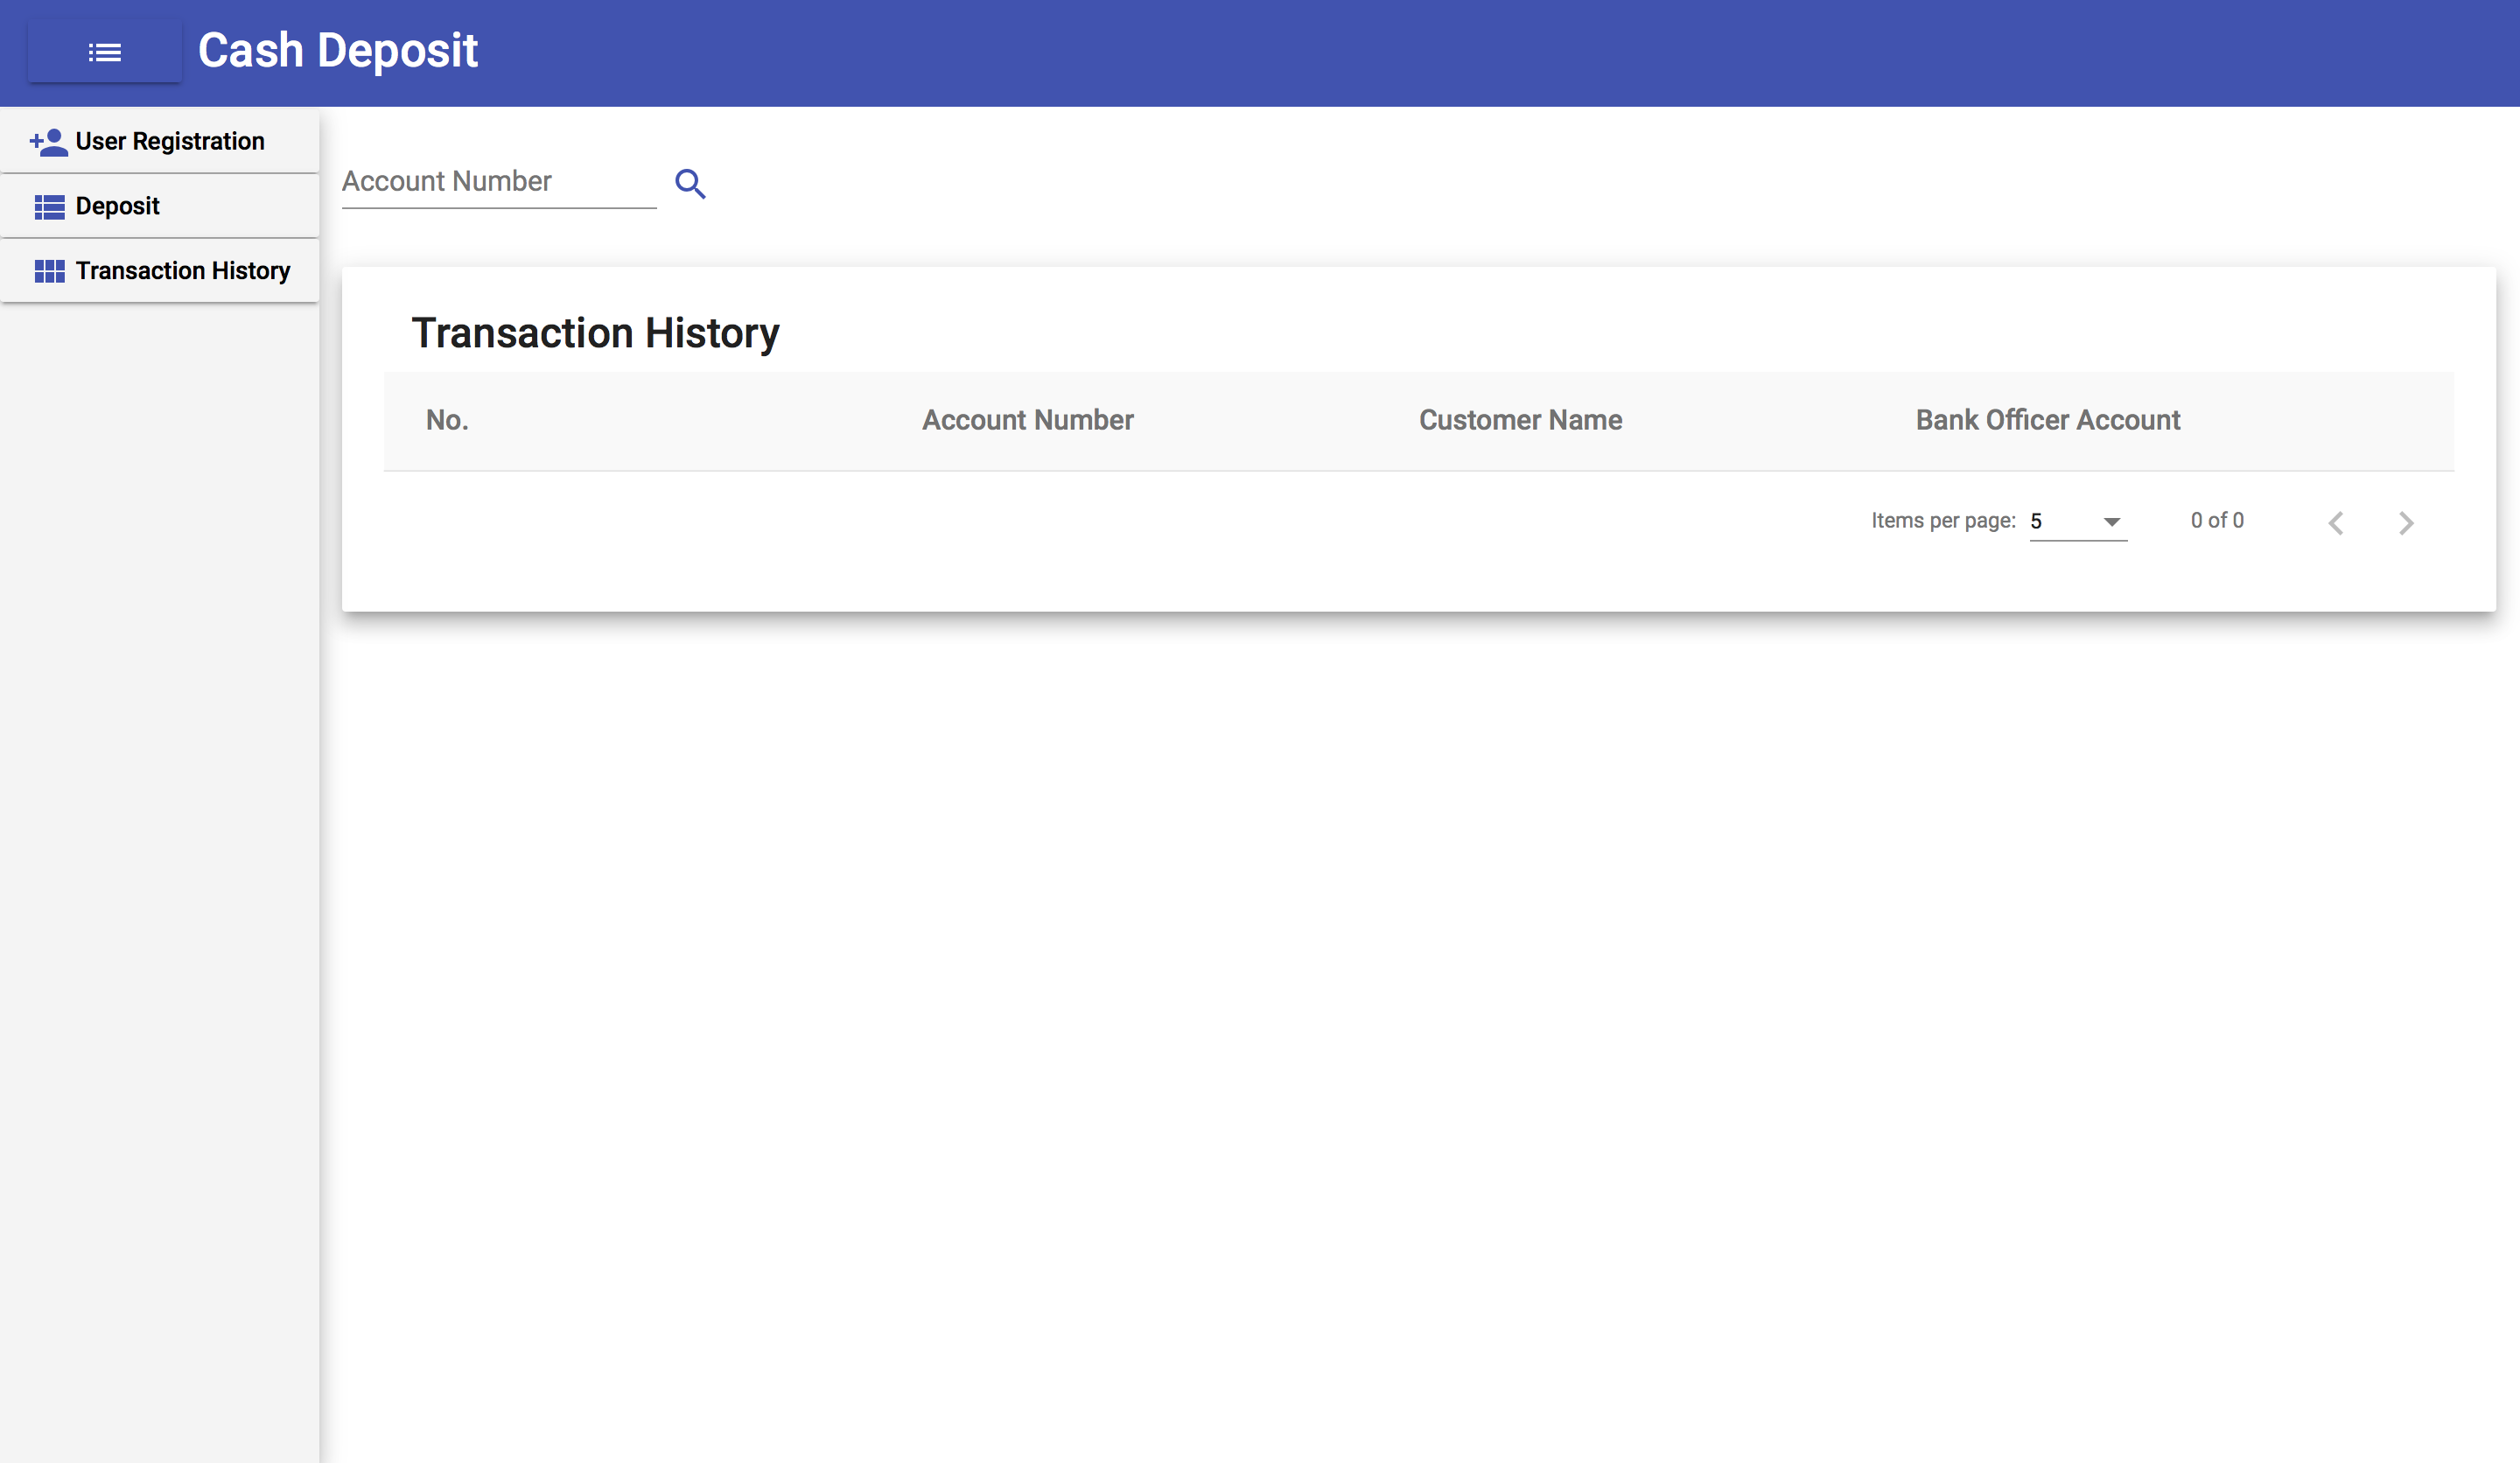 Cash Deposit
User Registration
Deposit
Transaction History
Account Number
Transaction History
No. Account Number Customer Name Bank Officer Account
Items per page: 5 0 of 0